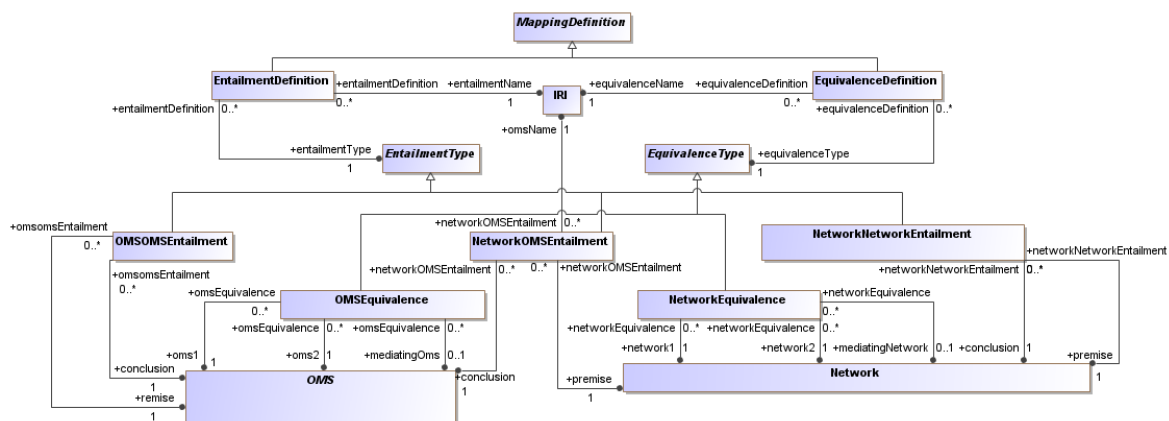 MappingDefinition
EntailmentDefinition
EquivalenceDefinition
+entailmentDefinition
+entailmentName
+equivalenceName
+equivalenceDefinition
IRI
+entailmentDefinition
0..*
0..*
1
1
0..*
+equivalenceDefinition
0..*
+omsName
1
+entailmentType
1
EntailmentType
EquivalenceType
+equivalenceType
1
+omsomsEntailment
0..*
OMSOMSEntailment
+networkOMSEntailment
0..*
NetworkOMSEntailment
NetworkNetworkEntailment
+networkNetworkEntailment
0..*
+omsomsEntailment
0..*
+networkOMSEntailment
0..*
0..*
+networkOMSEntailment
+networkNetworkEntailment
0..*
+omsEquivalence
0..*
OMSEquivalence
NetworkEquivalence
+networkEquivalence
0..*
+omsEquivalence
0..*
+omsEquivalence
0..*
+networkEquivalence
0..*
+networkEquivalence
0..*
+oms1
1
+oms2
1
+mediatingOms
0..1
+network1
1
+network2
1
+mediatingNetwork
0..1
+conclusion
1
+premise
1
+conclusion
1
OMS
+conclusion
1
+premise
1
Network
+remise
1